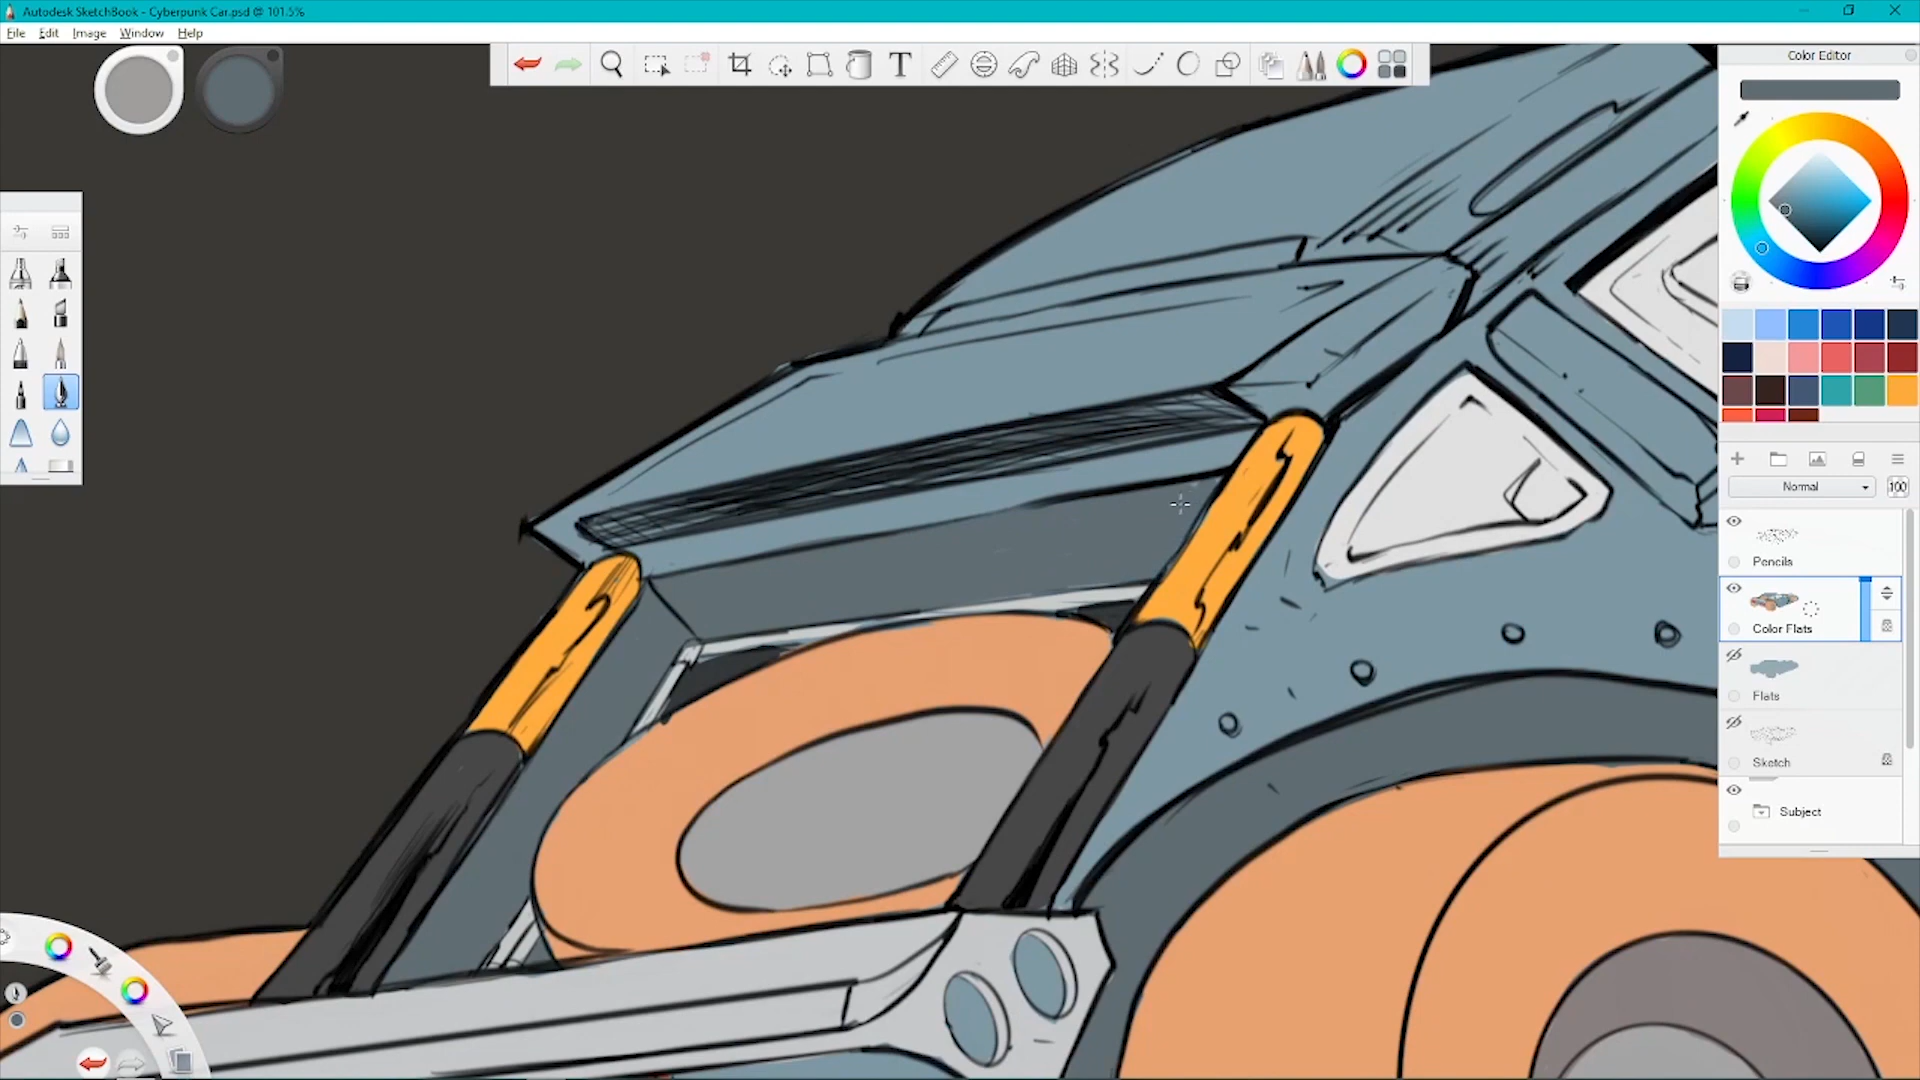 Autodesk SketchBook - Cyberpunk Car.psd @ 101.5%
File Edit Image Window Help
T
Color Editor
Normal 100
Pencils
Color Flats
Flats
Sketch
Subject